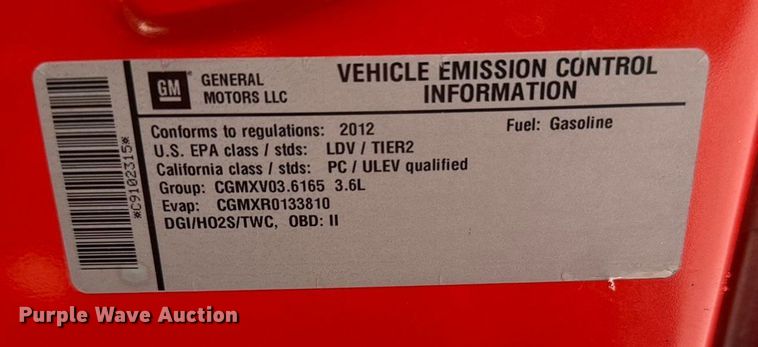 GM
GENERAL
MOTORS LLC
VEHICLE EMISSION CONTROL
INFORMATION
Conforms to regulations: 2012
Fuel: Gasoline
U.S. EPA class / stds: LDV / TIER2
California class / stds: PC / ULEV qualified
Group: CGMXV03.6165 3.6L
Evap: CGMXR0133810
DGI/HO2S/TWC, OBD: II
*C9102315*
Purple Wave Auction